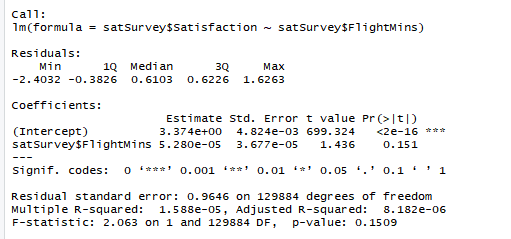 Call:
lm(formula = satSurvey$Satisfaction ~ satSurvey$FlightMins)
Residuals:
    Min      1Q  Median      3Q     Max
-2.4032 -0.3826  0.6103  0.6226  1.6263
Coefficients:
                      Estimate Std. Error t value Pr(>|t|)
(Intercept)          3.374e+00  4.824e-03 699.324   <2e-16 ***
satSurvey$FlightMins 5.280e-05  3.677e-05   1.436    0.151
---
Signif. codes:  0 ‘***’ 0.001 ‘**’ 0.01 ‘*’ 0.05 ‘.’ 0.1 ‘ ’ 1
Residual standard error: 0.9646 on 129884 degrees of freedom
Multiple R-squared:  1.588e-05, Adjusted R-squared:  8.182e-06
F-statistic: 2.063 on 1 and 129884 DF,  p-value: 0.1509